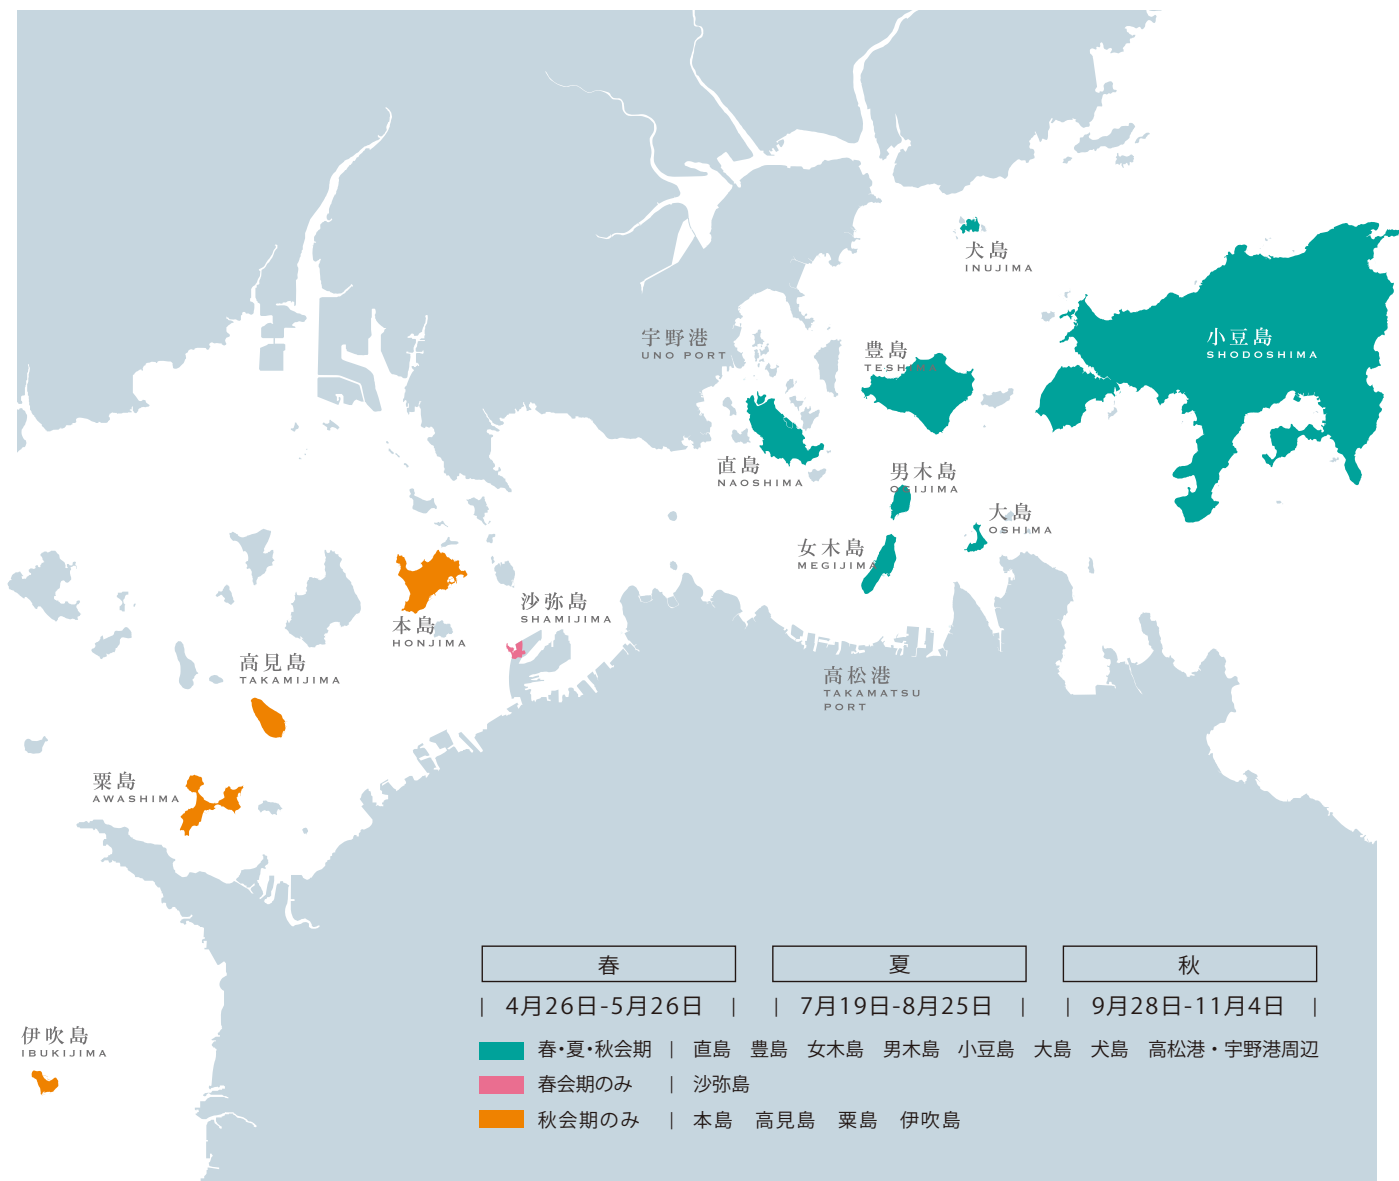 犬島
INUJIMA
小豆島
SHODOSHIMA
宇野港
UNO PORT
豊島
TESHIMA
直島
NAOSHIMA
男木島
OGIJIMA
大島
OSHIMA
女木島
MEGIJIMA
沙弥島
SHAMIJIMA
本島
HONJIMA
高見島
TAKAMIJIMA
高松港
TAKAMATSU
PORT
粟島
AWASHIMA
伊吹島
IBUKIJIMA
春 夏 秋
| 4月26日-5月26日 | | 7月19日-8月25日 | | 9月28日-11月4日 |
春・夏・秋会期 | 直島 豊島 女木島 男木島 小豆島 大島 犬島 高松港・宇野港周辺
春会期のみ | 沙弥島
秋会期のみ | 本島 高見島 粟島 伊吹島